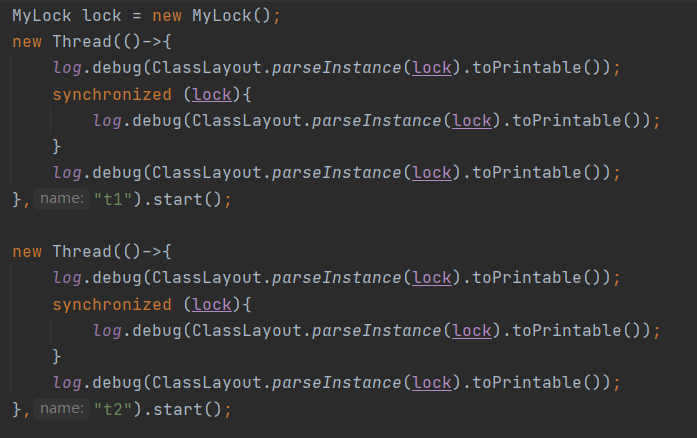 MyLock lock = new MyLock();
new Thread(()->{
    log.debug(ClassLayout.parseInstance(lock).toPrintable());
    synchronized (lock){
        log.debug(ClassLayout.parseInstance(lock).toPrintable());
    }
    log.debug(ClassLayout.parseInstance(lock).toPrintable());
}, name: "t1").start();
new Thread(()->{
    log.debug(ClassLayout.parseInstance(lock).toPrintable());
    synchronized (lock){
        log.debug(ClassLayout.parseInstance(lock).toPrintable());
    }
    log.debug(ClassLayout.parseInstance(lock).toPrintable());
}, name: "t2").start();